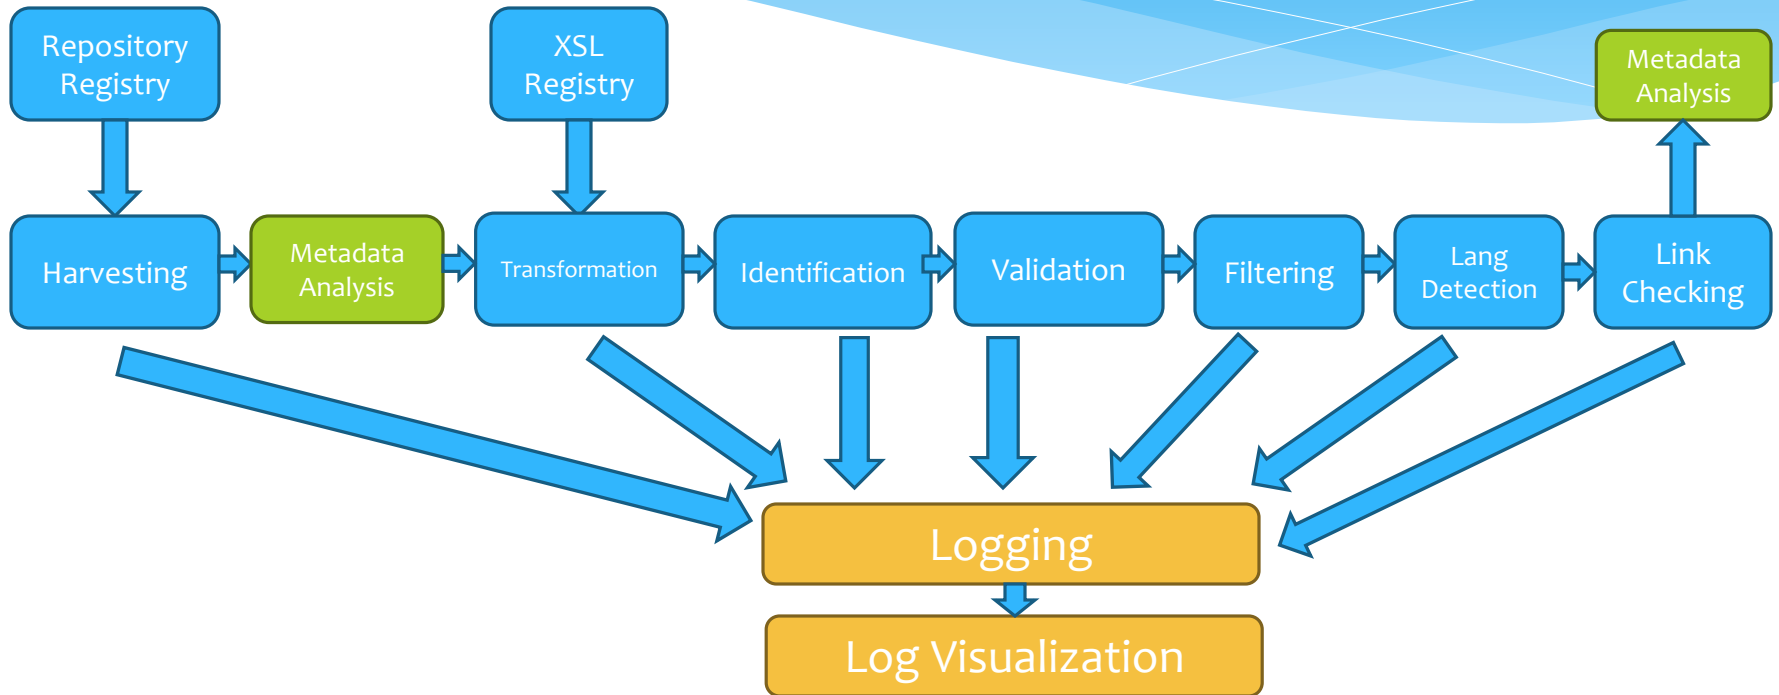 Repository
Registry
XSL
Registry
Metadata
Analysis
Harvesting
Metadata
Analysis
Transformation
Identification
Validation
Filtering
Lang
Detection
Link
Checking
Logging
Log Visualization